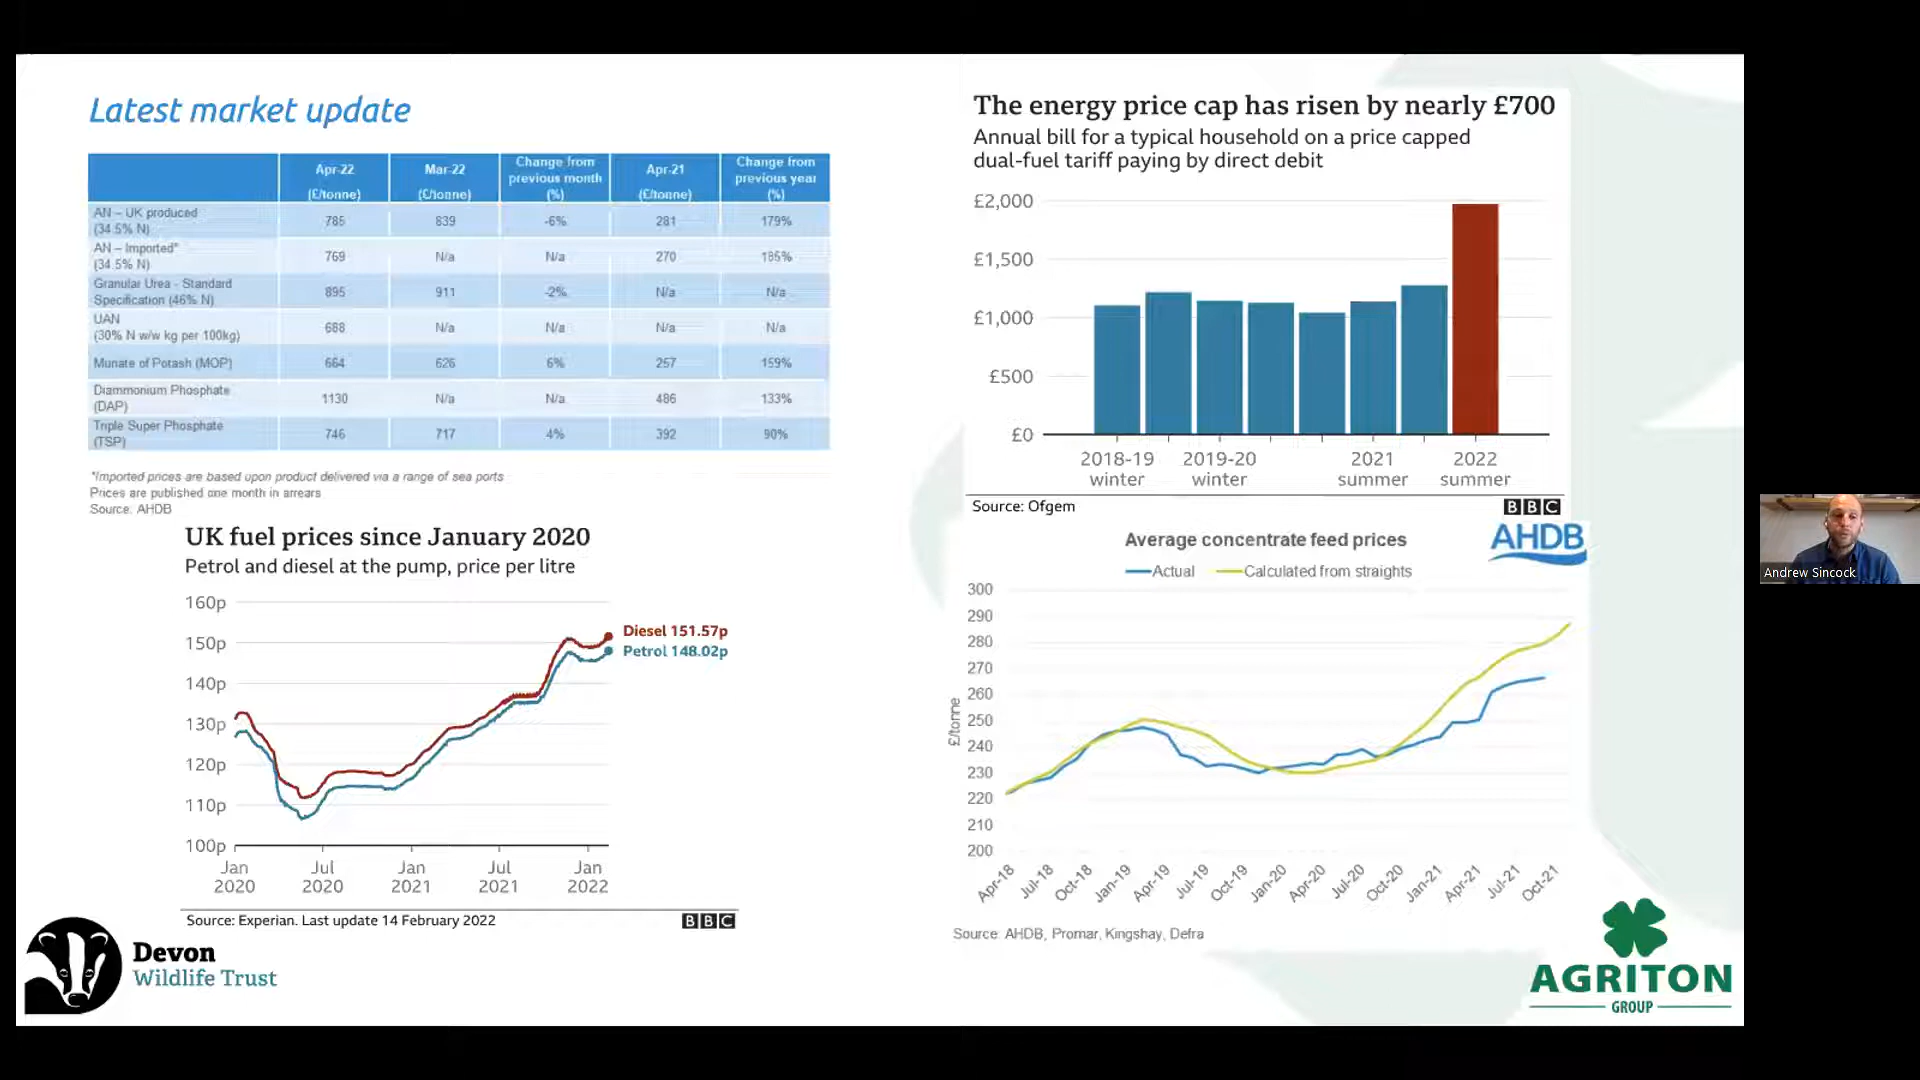 Latest market update
Apr-22 Mar-22 Change from previous month (%) Apr-21 Change from previous year (%)
(£/tonne) (£/tonne) (£/tonne)
AN – UK produced (34.5% N) 785 839 -6% 281 179%
AN – Imported* (34.5% N) 769 N/a N/a 270 185%
Granular Urea - Standard Specification (46% N) 895 911 -2% N/a N/a
UAN (30% N w/w kg per 100kg) 688 N/a N/a N/a N/a
Muriate of Potash (MOP) 664 626 6% 257 159%
Diammonium Phosphate (DAP) 1130 N/a N/a 486 133%
Triple Super Phosphate (TSP) 746 717 4% 392 90%
*Imported prices are based upon product delivered via a range of sea ports
Prices are published one month in arrears
Source: AHDB
The energy price cap has risen by nearly £700
Annual bill for a typical household on a price capped
dual-fuel tariff paying by direct debit
£2,000
£1,500
£1,000
£500
£0
2018-19 winter 2019-20 winter 2021 summer 2022 summer
Source: Ofgem
BBC
UK fuel prices since January 2020
Petrol and diesel at the pump, price per litre
160p
150p
140p
130p
120p
110p
100p
Diesel 151.57p
Petrol 148.02p
Jan 2020 Jul 2020 Jan 2021 Jul 2021 Jan 2022
Source: Experian. Last update 14 February 2022
BBC
AHDB
Average concentrate feed prices
Actual Calculated from straights
£/tonne
300
290
280
270
260
250
240
230
220
210
200
Apr-18 Jul-18 Oct-18 Jan-19 Apr-19 Jul-19 Oct-19 Jan-20 Apr-20 Jul-20 Oct-20 Jan-21 Apr-21 Jul-21 Oct-21
Source: AHDB, Promar, Kingshay, Defra
Devon
Wildlife Trust
AGRITON
GROUP
Andrew Sincock